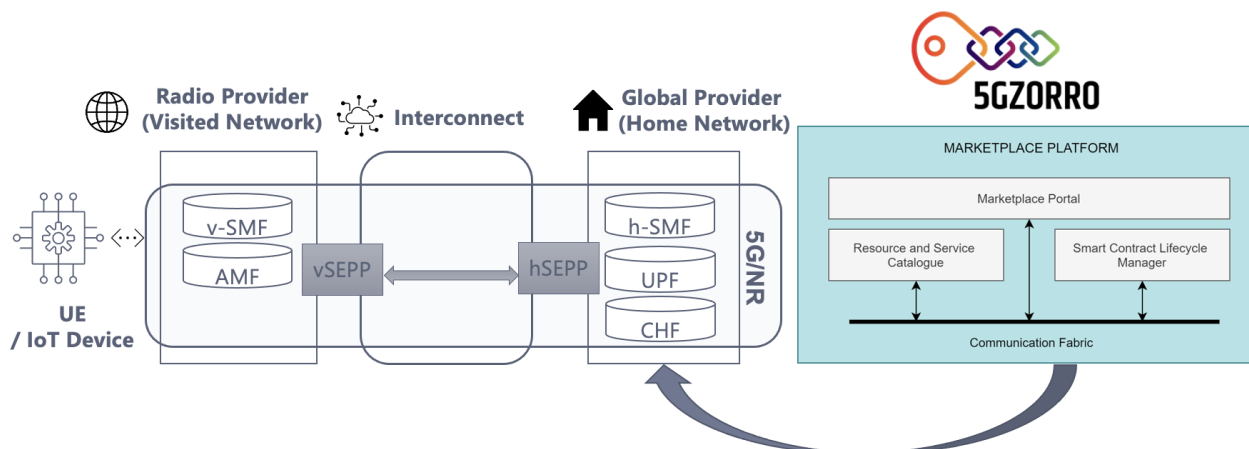 5GZORRO
Radio Provider
(Visited Network)
Interconnect
Global Provider
(Home Network)
MARKETPLACE PLATFORM
Marketplace Portal
Resource and Service
Catalogue
Smart Contract Lifecycle
Manager
Communication Fabric
v-SMF
AMF
vSEPP
hSEPP
h-SMF
UPF
CHF
5G/NR
UE
/ IoT Device